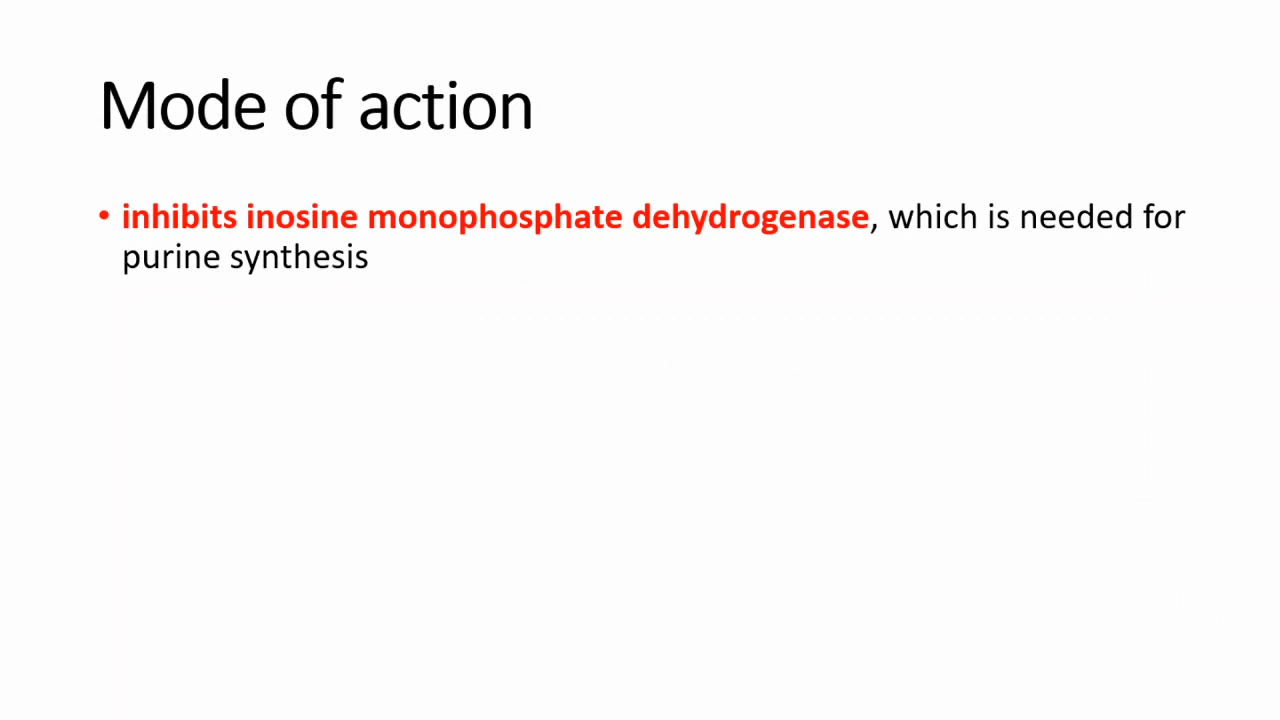 Mode of action
• inhibits inosine monophosphate dehydrogenase, which is needed for
purine synthesis